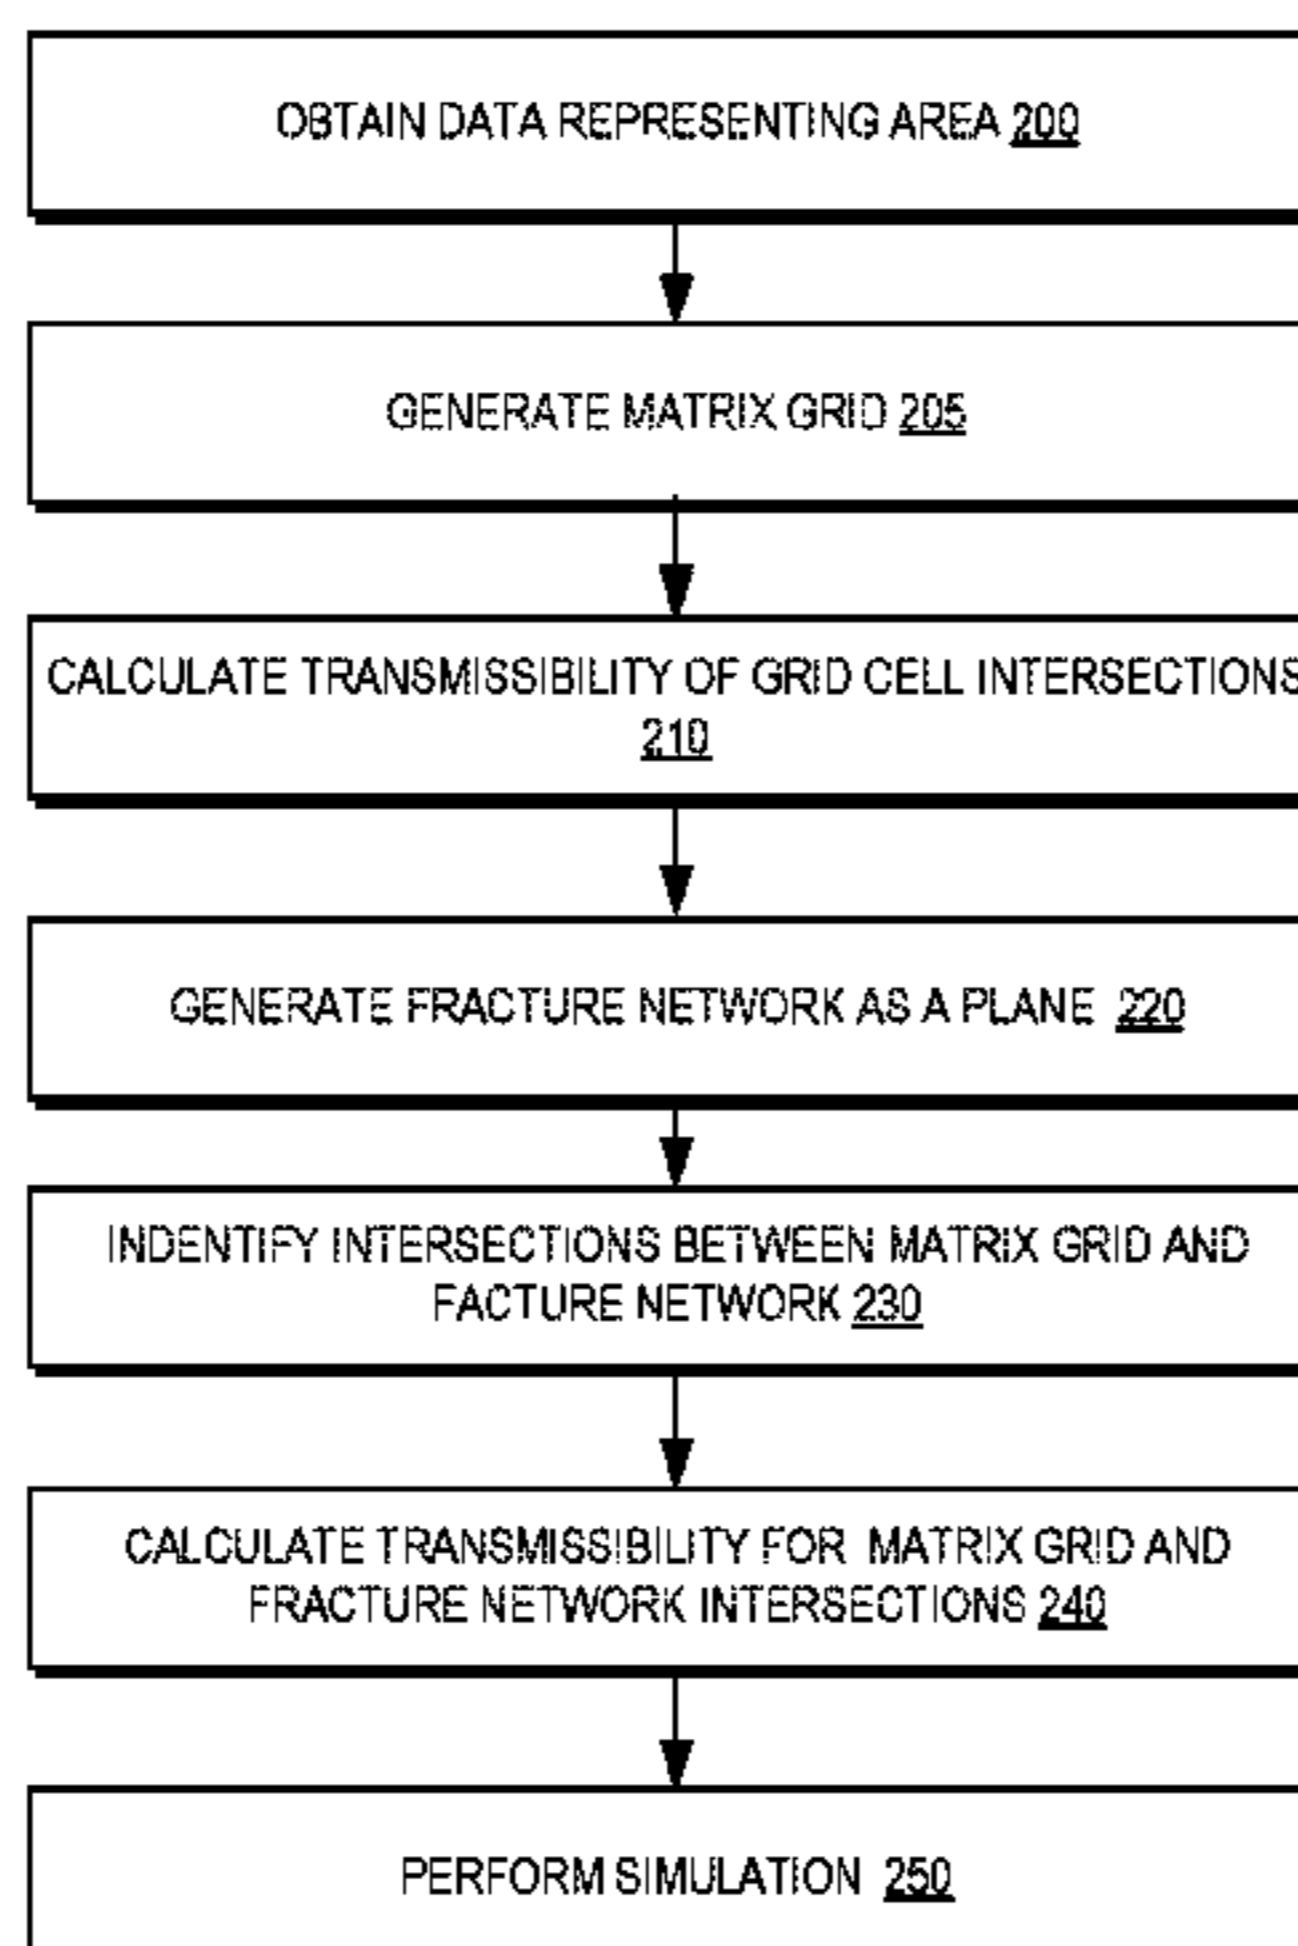 OBTAIN DATA REPRESENTING AREA 200
GENERATE MATRIX GRID 205
CALCULATE TRANSMISSIBILITY OF GRID CELL INTERSECTIONS
210
GENERATE FRACTURE NETWORK AS A PLANE 220
INDENTIFY INTERSECTIONS BETWEEN MATRIX GRID AND
FACTURE NETWORK 230
CALCULATE TRANSMISSIBILITY FOR MATRIX GRID AND
FRACTURE NETWORK INTERSECTIONS 240
PERFORM SIMULATION 250